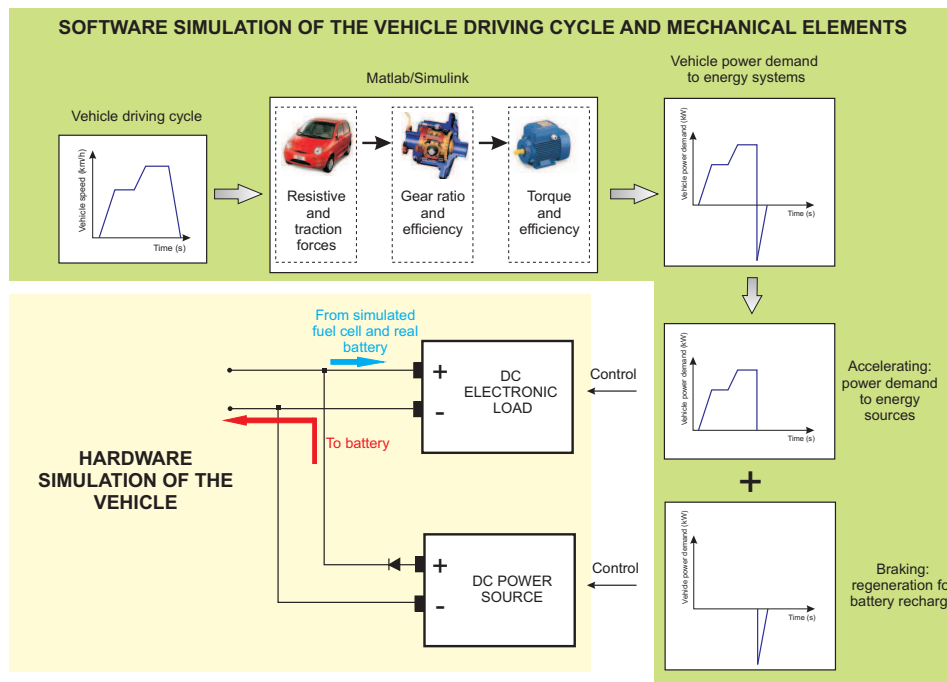 SOFTWARE SIMULATION OF THE VEHICLE DRIVING CYCLE AND MECHANICAL ELEMENTS
Vehicle driving cycle
Vehicle speed (km/h)
Time (s)
Matlab/Simulink
Resistive
and
traction
forces
Gear ratio
and
efficiency
Torque
and
efficiency
Vehicle power demand
to energy systems
Vehicle power demand (kW)
Time (s)
Vehicle power demand (kW)
Time (s)
Accelerating:
power demand
to energy
sources
+
Vehicle power demand (kW)
Time (s)
Braking:
regeneration fo
battery recharg
From simulated
fuel cell and real
battery
+
-
DC
ELECTRONIC
LOAD
Control
To battery
HARDWARE
SIMULATION OF THE
VEHICLE
+
-
DC POWER
SOURCE
Control